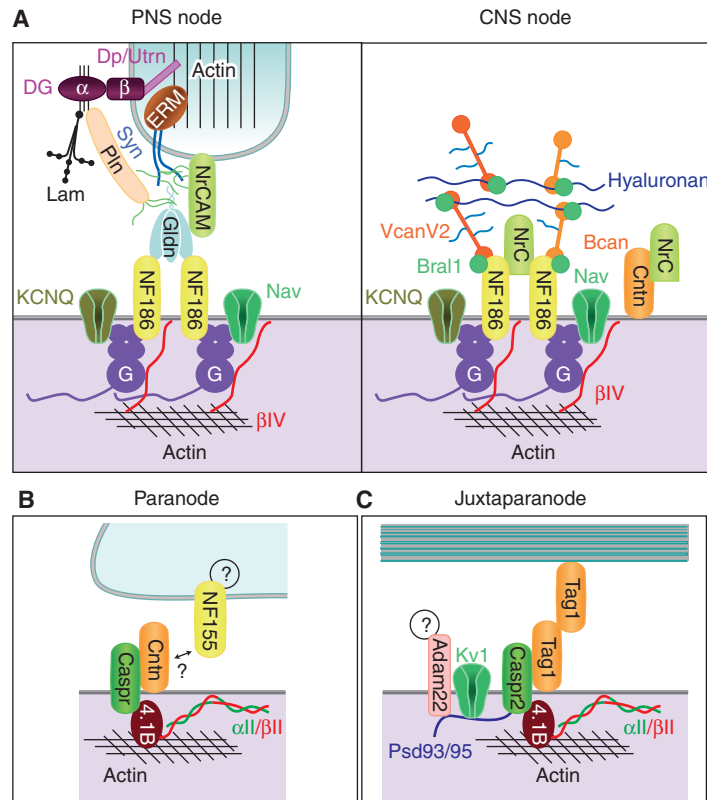 A
PNS node
CNS node
Dp/Utrn
DG
α
β
Actin
ERM
Syn
Pln
Lam
NrCAM
Gldn
NF186
NF186
KCNQ
Nav
G
G
βIV
Actin
Hyaluronan
VcanV2
NrC
Bcan
NrC
Bral1
Cntn
KCNQ
NF186
NF186
Nav
G
G
βIV
Actin
B
Paranode
?
NF155
Cntn
Caspr
?
4.1B
αII/βII
Actin
C
Juxtaparanode
Tag1
?
Adam22
Kv1
Caspr2
Tag1
4.1B
αII/βII
Psd93/95
Actin